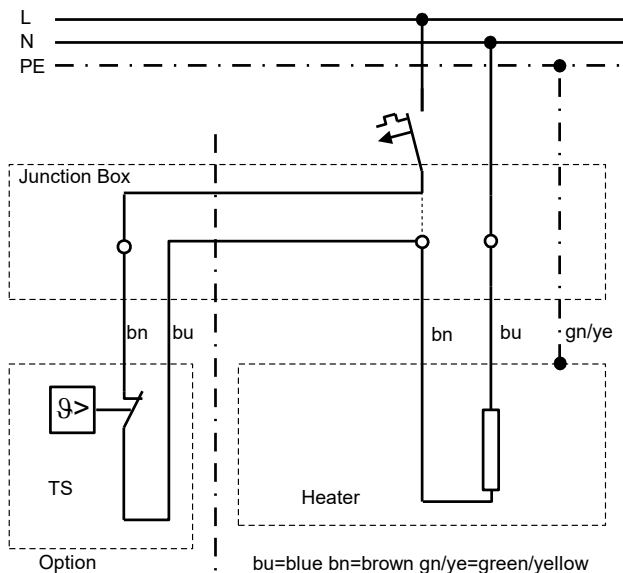 L
N
PE
Junction Box
bn
bu
bn
bu
gn/ye
ϑ>
TS
Heater
Option
bu=blue bn=brown gn/ye=green/yellow